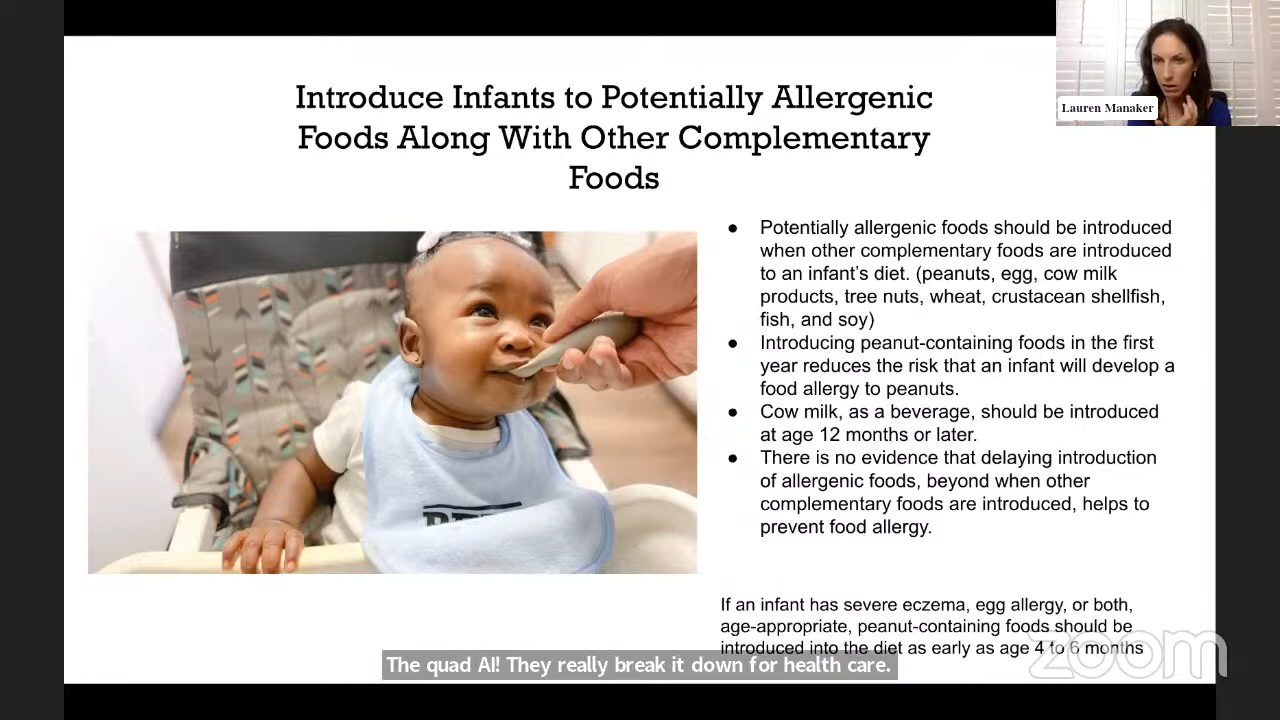 Introduce Infants to Potentially Allergenic
Foods Along With Other Complementary
Foods
Lauren Manaker
● Potentially allergenic foods should be introduced
when other complementary foods are introduced
to an infant's diet. (peanuts, egg, cow milk
products, tree nuts, wheat, crustacean shellfish,
fish, and soy)
● Introducing peanut-containing foods in the first
year reduces the risk that an infant will develop a
food allergy to peanuts.
● Cow milk, as a beverage, should be introduced
at age 12 months or later.
● There is no evidence that delaying introduction
of allergenic foods, beyond when other
complementary foods are introduced, helps to
prevent food allergy.
If an infant has severe eczema, egg allergy, or both,
age-appropriate, peanut-containing foods should be
introduced into the diet as early as age 4 to 6 months
zoom
The quad AI! They really break it down for health care.